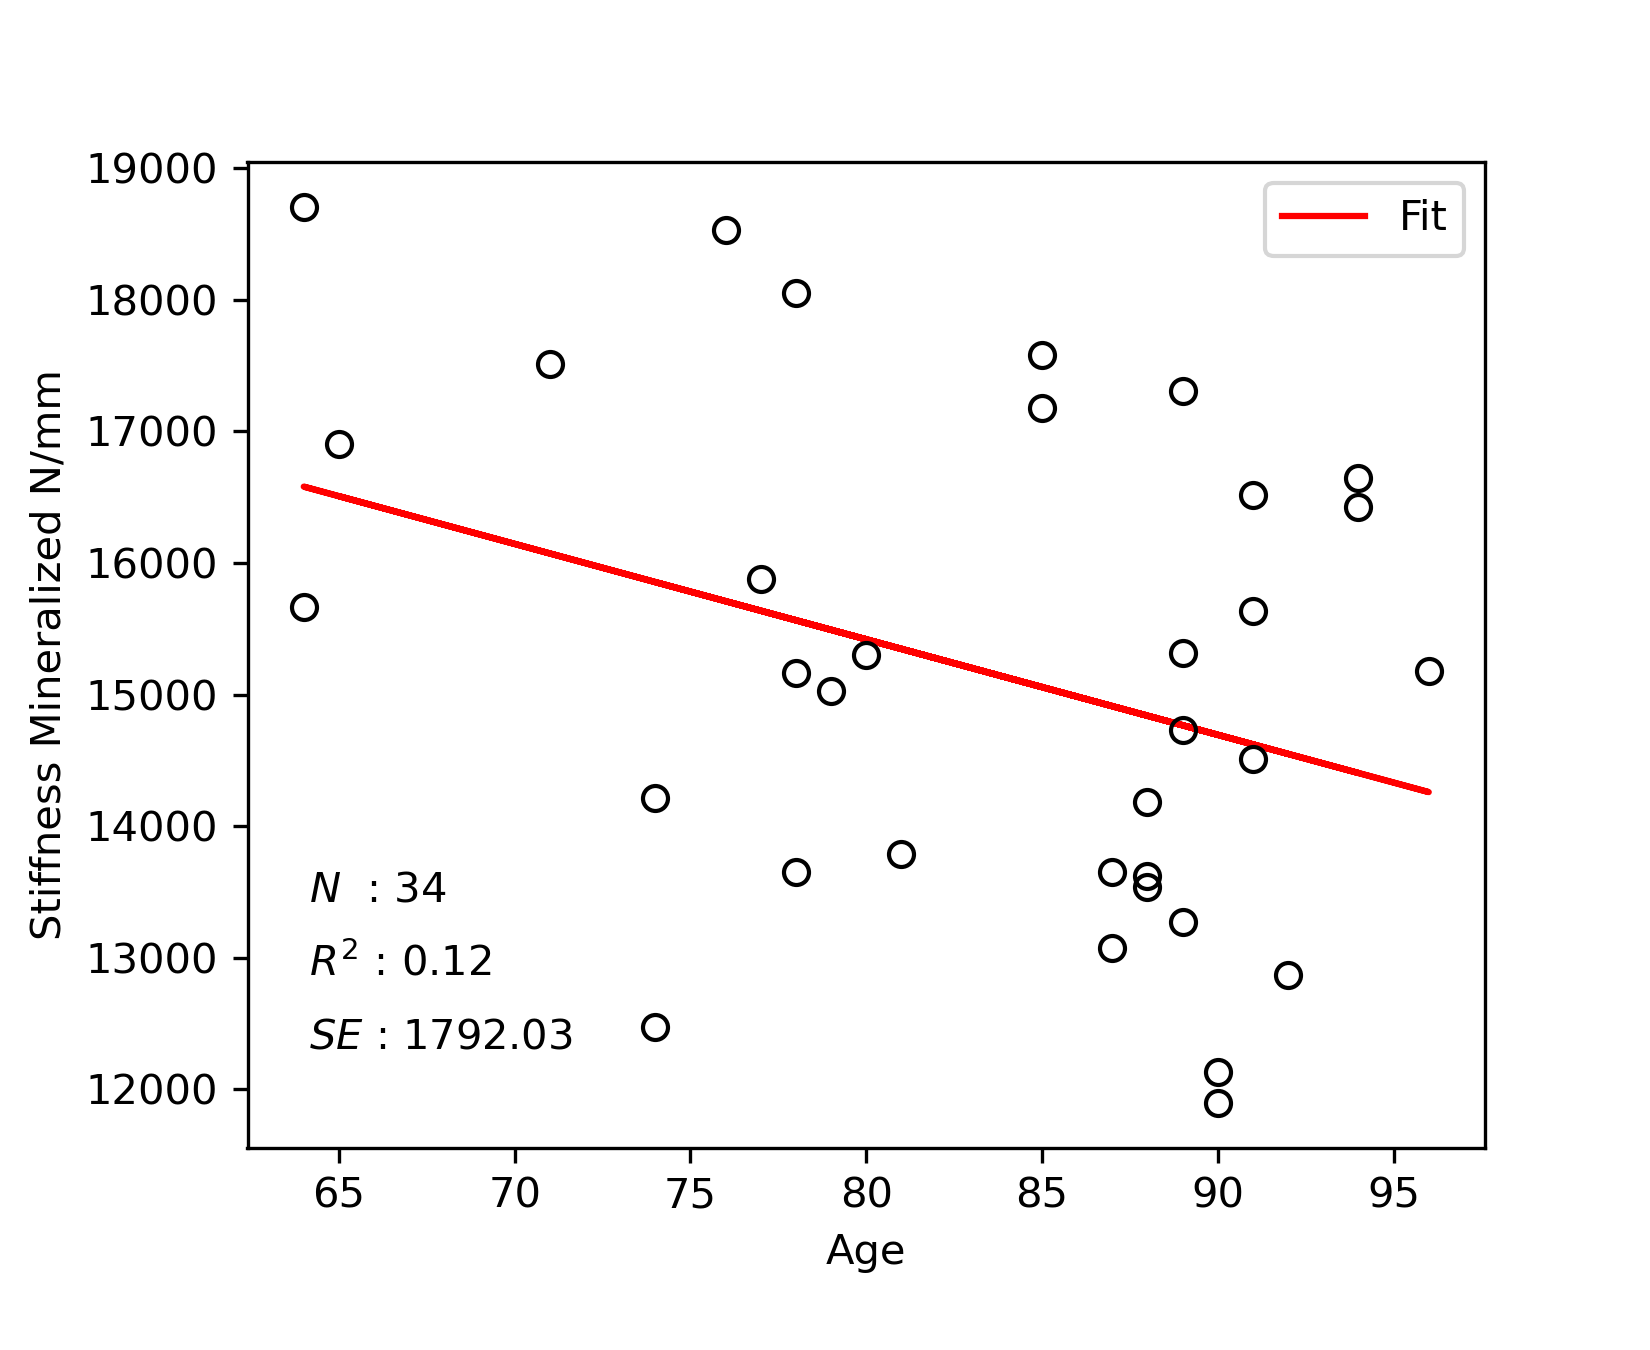 19000
18000
17000
16000
15000
14000
13000
12000
Stiffness Mineralized N/mm
Fit
N : 34
R² : 0.12
SE : 1792.03
65 70 75 80 85 90 95
Age